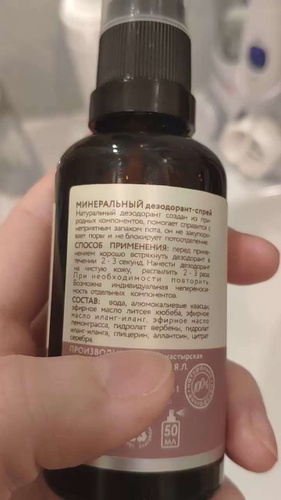 МИНЕРАЛЬНЫЙ дезодорант-спрей
Натуральный дезодорант создан из при-
родных компонентов, помогает справится с
неприятным запахом пота, он не закупори-
вает поры и не блокирует потоотделение.
СПОСОБ ПРИМЕНЕНИЯ: перед приме-
нением хорошо встряхнуть дезодорант в
течении 2 - 3 секунд. Нанести дезодорант
на чистую кожу, распылить 2 - 3 раза
При необходимости повторить.
Возможна индивидуальная непереноси-
мость отдельных компонентов.
СОСТАВ: вода, алюмокалиевые квасцы,
эфирное масло литсея кюбеба, эфирное
масло иланг-иланг, эфирное масло
лемонграсса, гидролат вербены, гидролат
иланг-иланга, глицерин, аллантоин, цитрат
серебра.
50
МЛ